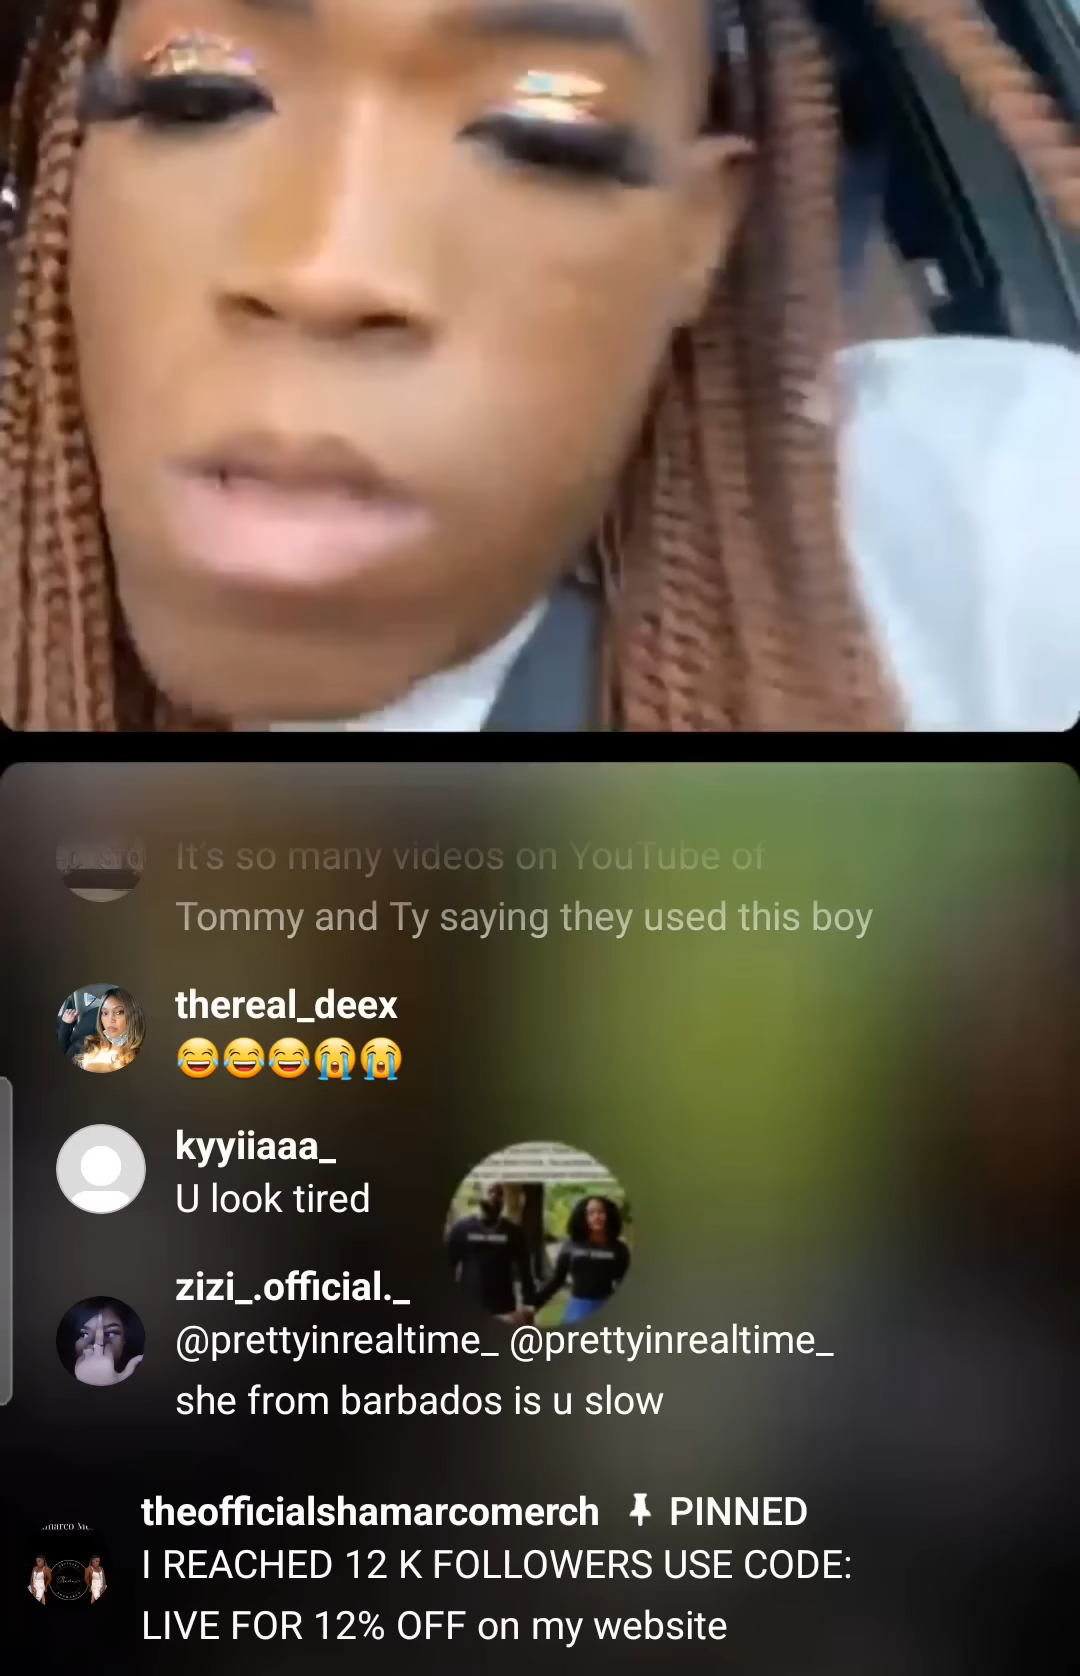 It's so many videos on YouTube of
Tommy and Ty saying they used this boy
thereal_deex
😂😂😂😭😭
kyyiiaaa_
U look tired
zizi_.official._
@prettyinrealtime_ @prettyinrealtime_
she from barbados is u slow
theofficialshamarcomerch PINNED
I REACHED 12 K FOLLOWERS USE CODE:
LIVE FOR 12% OFF on my website